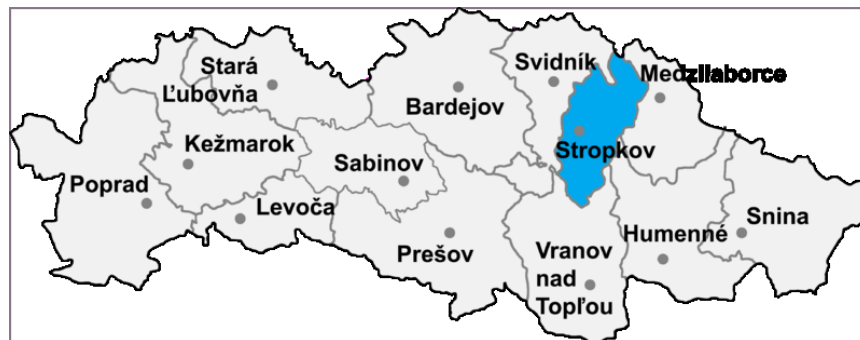 Stará
Ľubovňa
Svidník
Medzilaborce
Bardejov
Kežmarok
Sabinov
Stropkov
Poprad
Levoča
Prešov
Vranov
nad
Topľou
Humenné
Snina